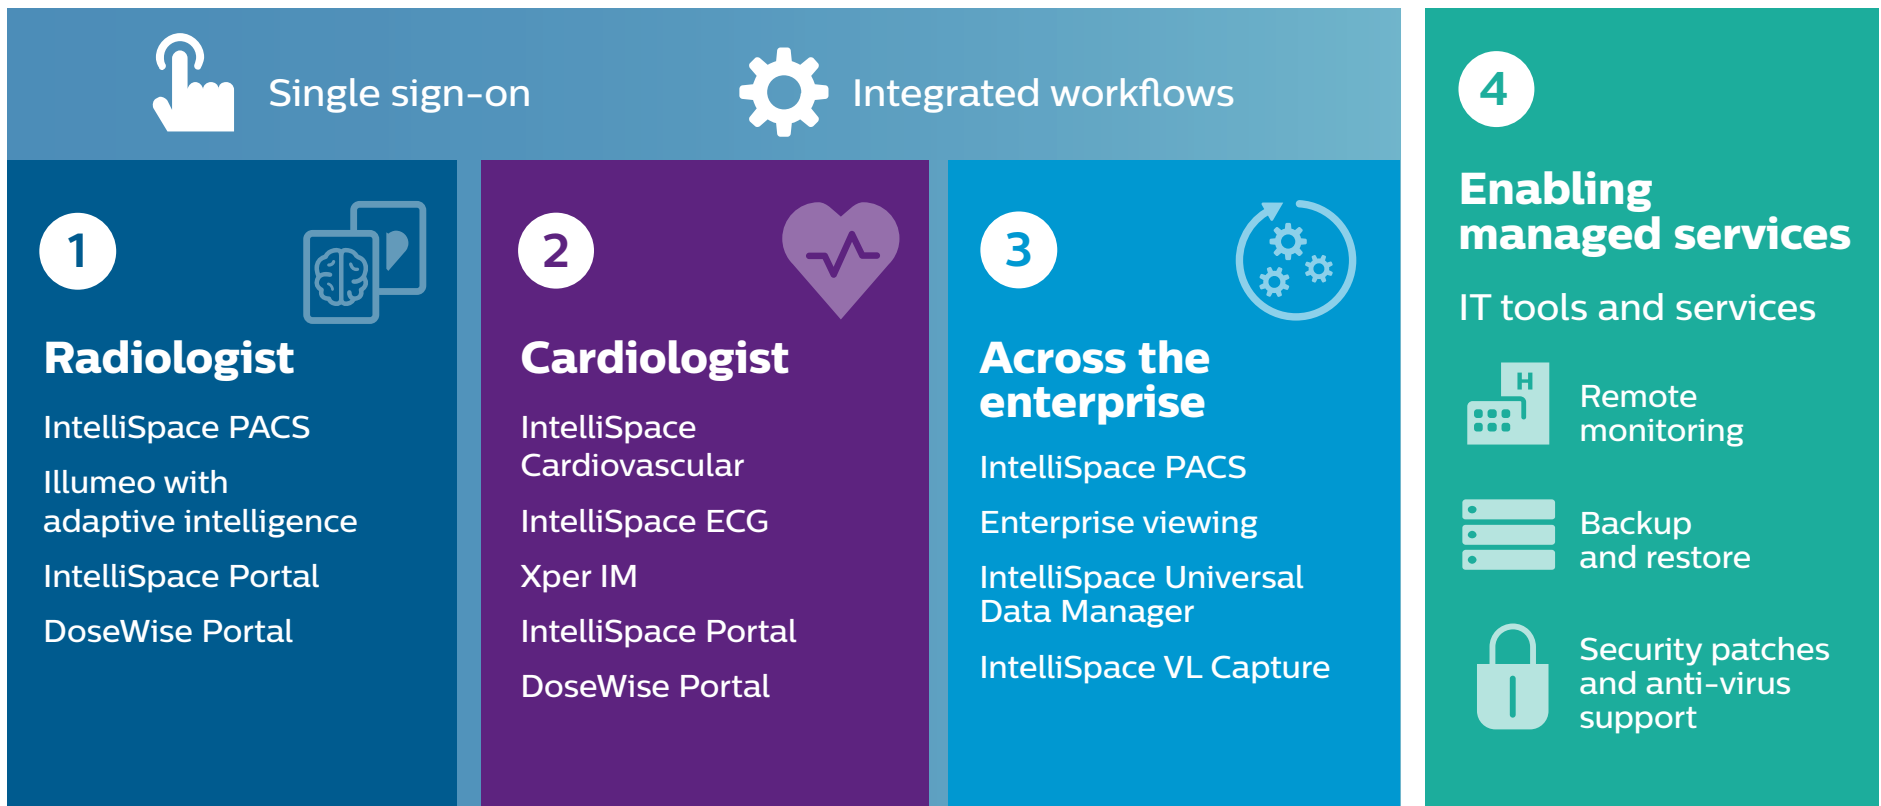 Single sign-on
Integrated workflows
1
Radiologist
IntelliSpace PACS
Illumeo with
adaptive intelligence
IntelliSpace Portal
DoseWise Portal
2
Cardiologist
IntelliSpace
Cardiovascular
IntelliSpace ECG
Xper IM
IntelliSpace Portal
DoseWise Portal
3
Across the
enterprise
IntelliSpace PACS
Enterprise viewing
IntelliSpace Universal
Data Manager
IntelliSpace VL Capture
4
Enabling
managed services
IT tools and services
H
Remote
monitoring
Backup
and restore
Security patches
and anti-virus
support